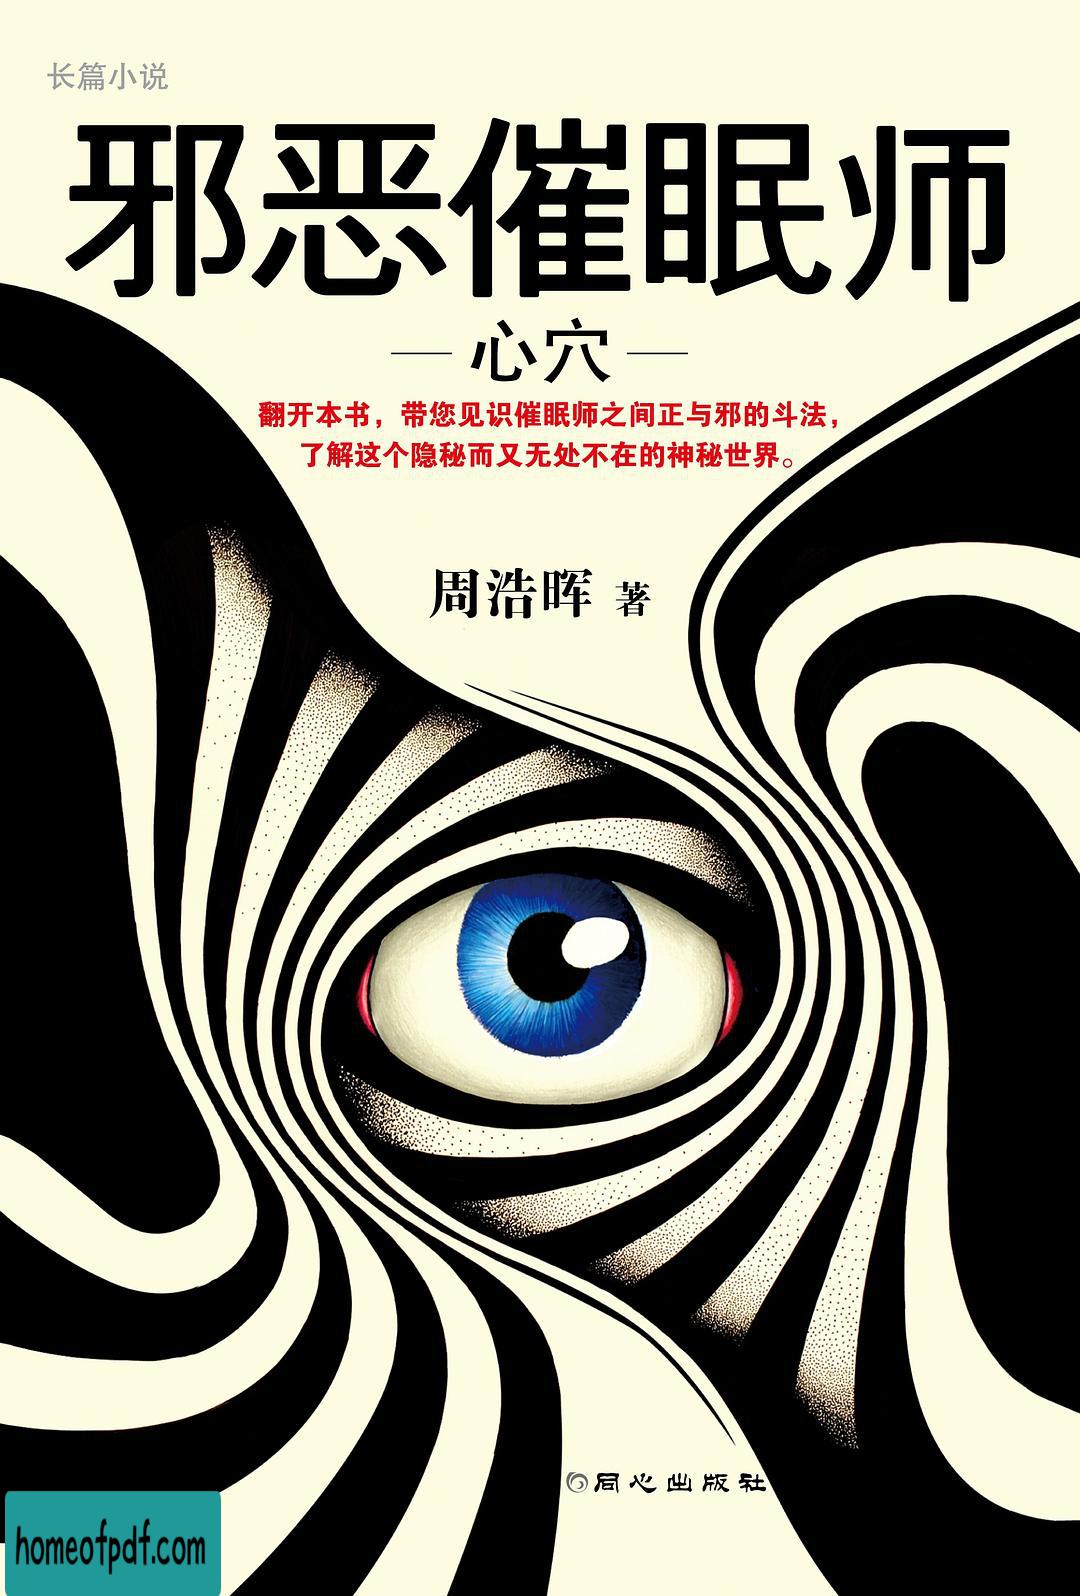 长篇小说
邪恶催眠师
心穴
翻开本书，带您见识催眠师之间正与邪的斗法，
了解这个隐秘而又无处不在的神秘世界。
周浩晖 著
同心出版社
homeofpdf.com